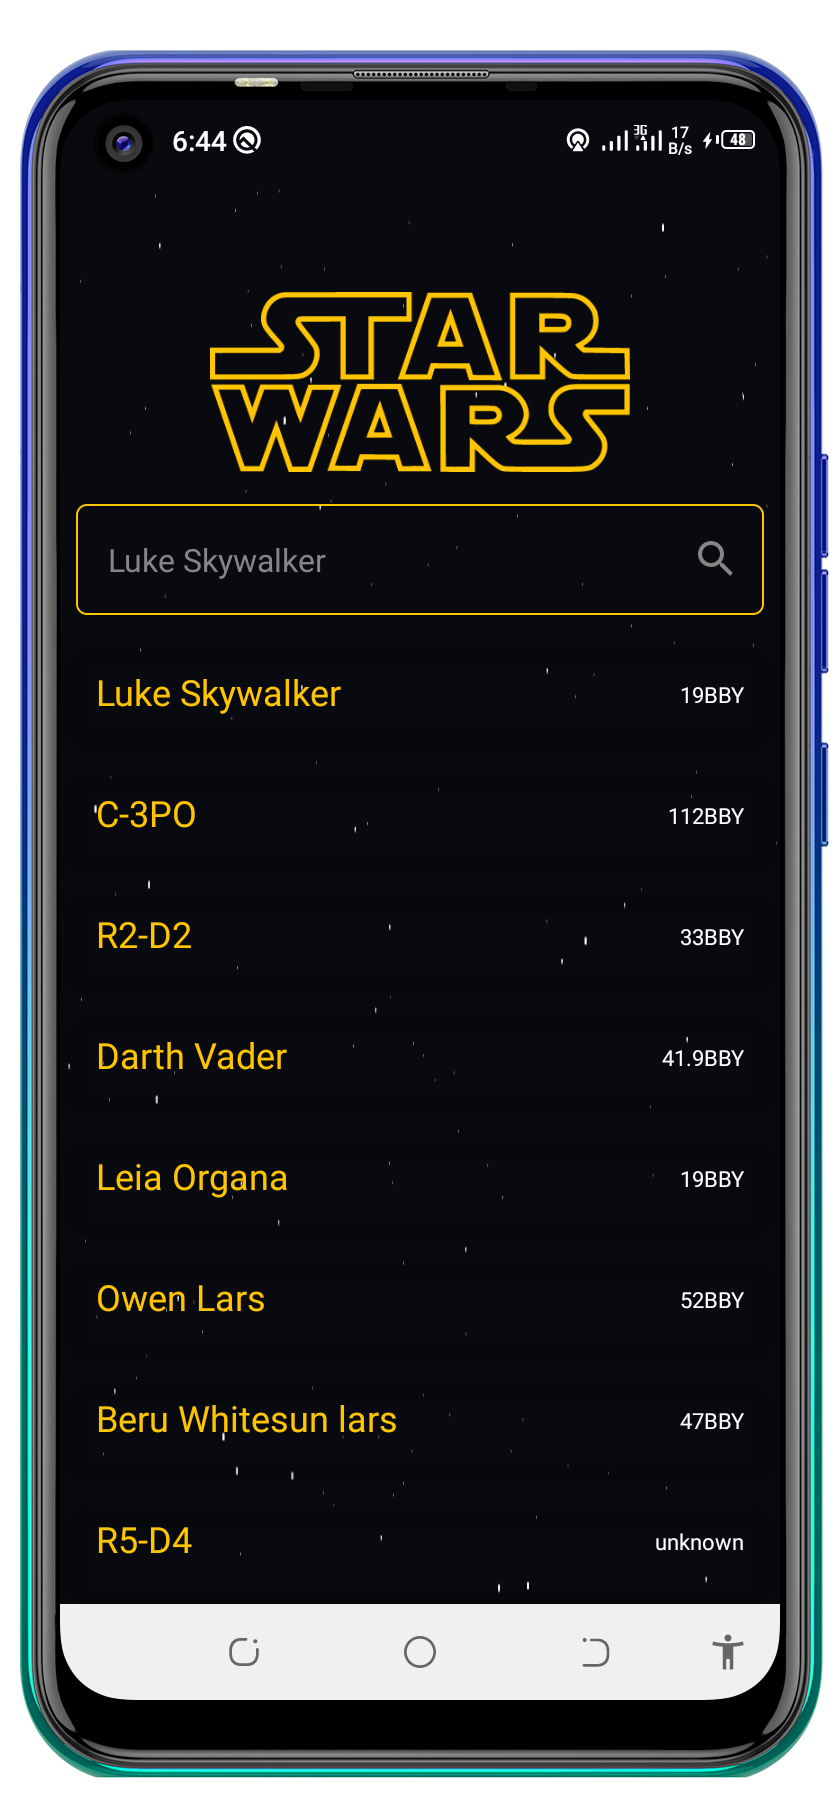 6:44
3G
17
B/s
48
STAR
WARS
Luke Skywalker
Luke Skywalker 19BBY
C-3PO 112BBY
R2-D2 33BBY
Darth Vader 41.9BBY
Leia Organa 19BBY
Owen Lars 52BBY
Beru Whitesun lars 47BBY
R5-D4 unknown